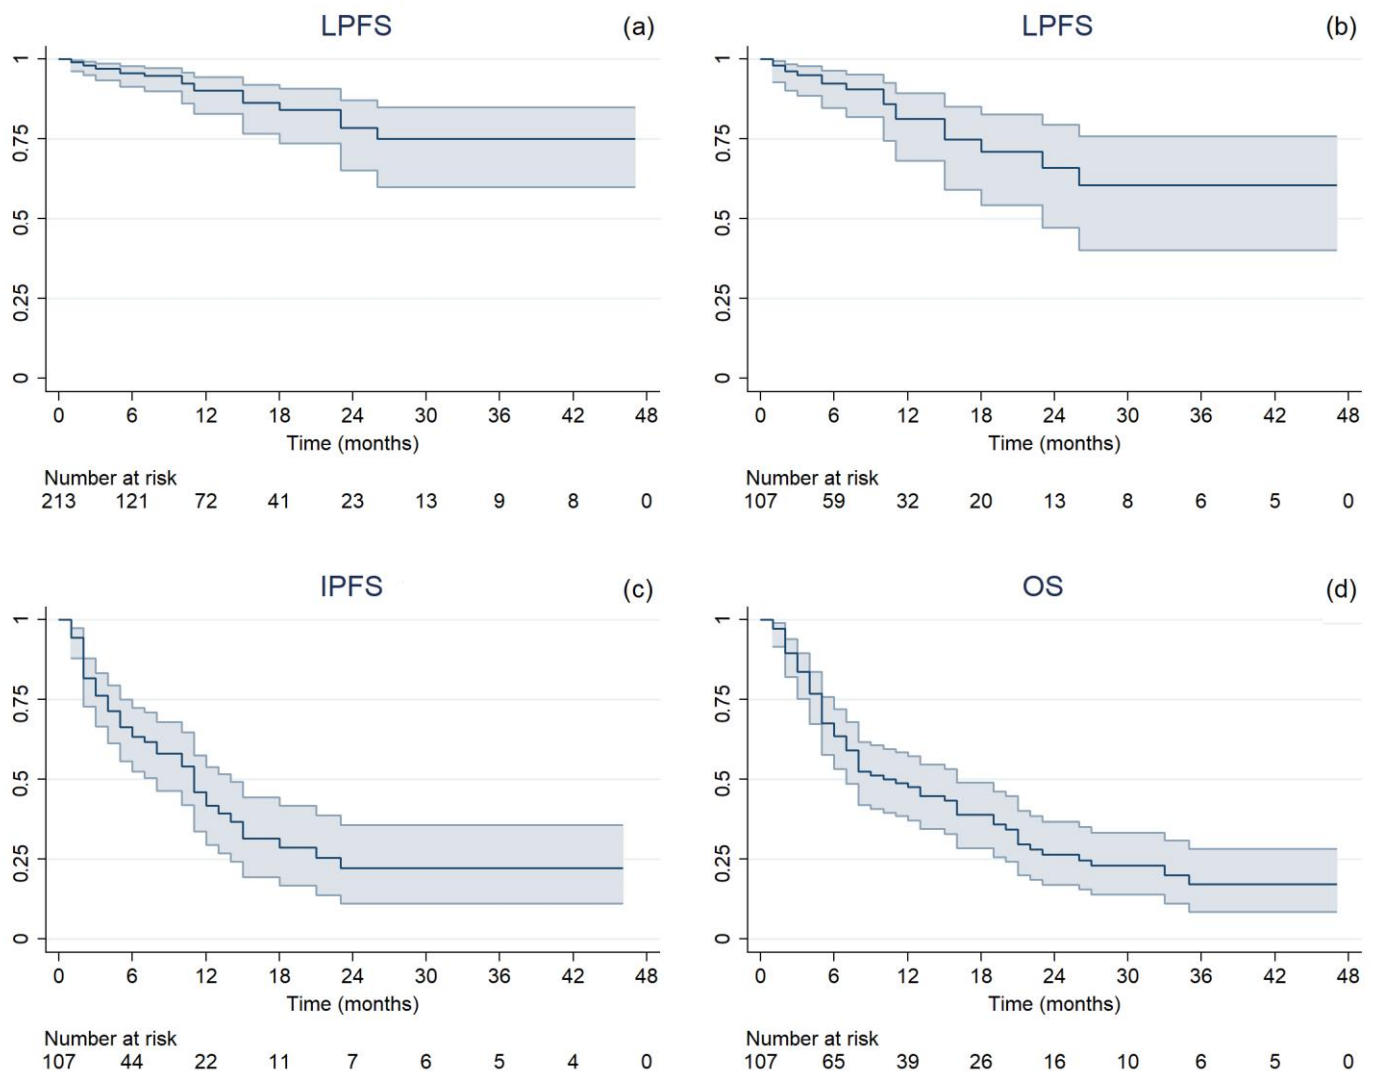 LPFS (a)
1
0.75
0.5
0.25
0
0 6 12 18 24 30 36 42 48
Time (months)
Number at risk
213 121 72 41 23 13 9 8 0
LPFS (b)
1
0.75
0.5
0.25
0
0 6 12 18 24 30 36 42 48
Time (months)
Number at risk
107 59 32 20 13 8 6 5 0
IPFS (c)
1
0.75
0.5
0.25
0
0 6 12 18 24 30 36 42 48
Time (months)
Number at risk
107 44 22 11 7 6 5 4 0
OS (d)
1
0.75
0.5
0.25
0
0 6 12 18 24 30 36 42 48
Time (months)
Number at risk
107 65 39 26 16 10 6 5 0